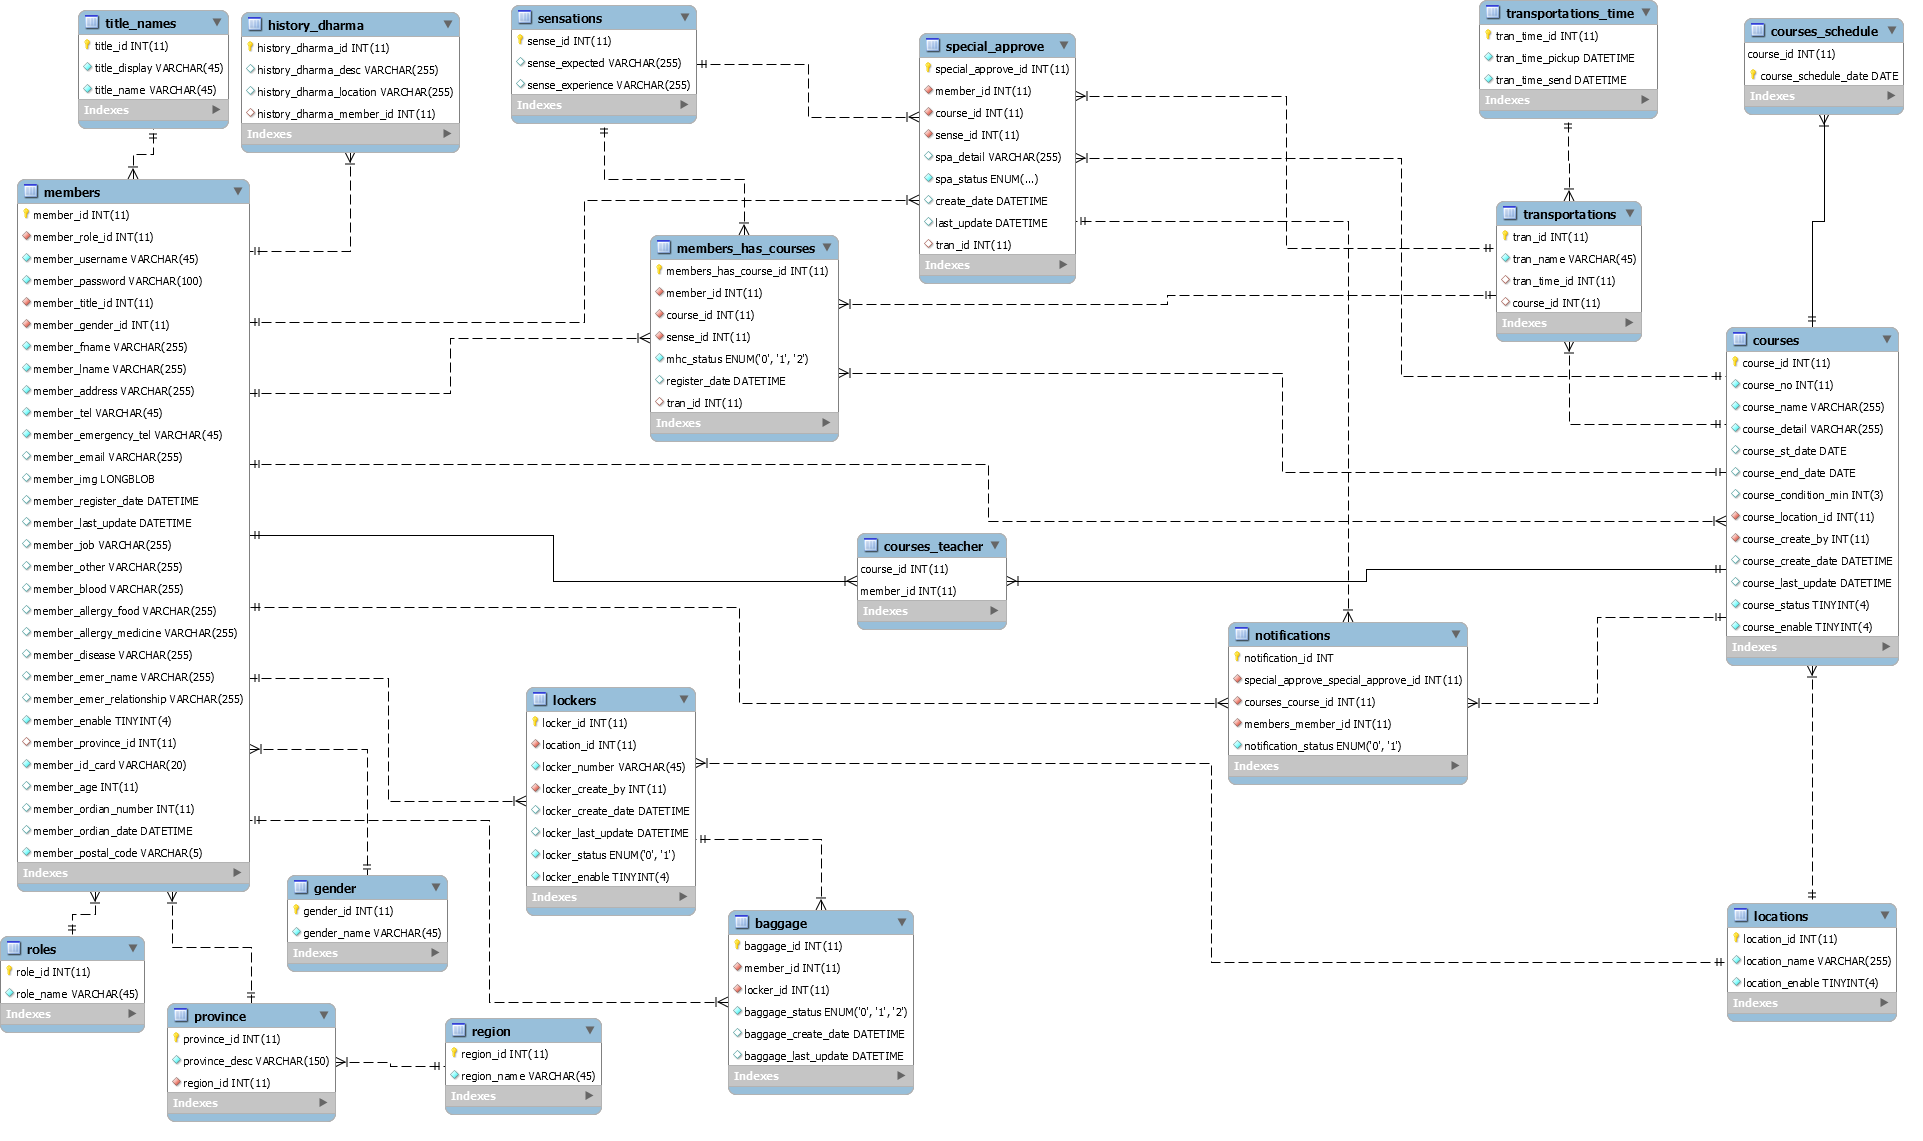 title_names
title_id INT(11)
title_display VARCHAR(45)
title_name VARCHAR(45)
Indexes
history_dharma
history_dharma_id INT(11)
history_dharma_desc VARCHAR(255)
history_dharma_location VARCHAR(255)
history_dharma_member_id INT(11)
Indexes
sensations
sense_id INT(11)
sense_expected VARCHAR(255)
sense_experience VARCHAR(255)
Indexes
special_approve
special_approve_id INT(11)
member_id INT(11)
course_id INT(11)
sense_id INT(11)
spa_detail VARCHAR(255)
spa_status ENUM(...)
create_date DATETIME
last_update DATETIME
tran_id INT(11)
Indexes
transportations_time
tran_time_id INT(11)
tran_time_pickup DATETIME
tran_time_send DATETIME
Indexes
courses_schedule
course_id INT(11)
course_schedule_date DATE
Indexes
members
member_id INT(11)
member_role_id INT(11)
member_username VARCHAR(45)
member_password VARCHAR(100)
member_title_id INT(11)
member_gender_id INT(11)
member_fname VARCHAR(255)
member_lname VARCHAR(255)
member_address VARCHAR(255)
member_tel VARCHAR(45)
member_emergency_tel VARCHAR(45)
member_email VARCHAR(255)
member_img LONGBLOB
member_register_date DATETIME
member_last_update DATETIME
member_job VARCHAR(255)
member_other VARCHAR(255)
member_blood VARCHAR(255)
member_allergy_food VARCHAR(255)
member_allergy_medicine VARCHAR(255)
member_disease VARCHAR(255)
member_emer_name VARCHAR(255)
member_emer_relationship VARCHAR(255)
member_enable TINYINT(4)
member_province_id INT(11)
member_id_card VARCHAR(20)
member_age INT(11)
member_ordian_number INT(11)
member_ordian_date DATETIME
member_postal_code VARCHAR(5)
Indexes
members_has_courses
members_has_course_id INT(11)
member_id INT(11)
course_id INT(11)
sense_id INT(11)
mhc_status ENUM('0', '1', '2')
register_date DATETIME
tran_id INT(11)
Indexes
transportations
tran_id INT(11)
tran_name VARCHAR(45)
tran_time_id INT(11)
course_id INT(11)
Indexes
courses
course_id INT(11)
course_no INT(11)
course_name VARCHAR(255)
course_detail VARCHAR(255)
course_st_date DATE
course_end_date DATE
course_condition_min INT(3)
course_location_id INT(11)
course_create_by INT(11)
course_create_date DATETIME
course_last_update DATETIME
course_status TINYINT(4)
course_enable TINYINT(4)
Indexes
courses_teacher
course_id INT(11)
member_id INT(11)
Indexes
notifications
notification_id INT
special_approve_special_approve_id INT(11)
courses_course_id INT(11)
members_member_id INT(11)
notification_status ENUM('0', '1')
Indexes
lockers
locker_id INT(11)
location_id INT(11)
locker_number VARCHAR(45)
locker_create_by INT(11)
locker_create_date DATETIME
locker_last_update DATETIME
locker_status ENUM('0', '1')
locker_enable TINYINT(4)
Indexes
gender
gender_id INT(11)
gender_name VARCHAR(45)
Indexes
baggage
baggage_id INT(11)
member_id INT(11)
locker_id INT(11)
baggage_status ENUM('0', '1', '2')
baggage_create_date DATETIME
baggage_last_update DATETIME
Indexes
locations
location_id INT(11)
location_name VARCHAR(255)
location_enable TINYINT(4)
Indexes
roles
role_id INT(11)
role_name VARCHAR(45)
Indexes
province
province_id INT(11)
province_desc VARCHAR(150)
region_id INT(11)
Indexes
region
region_id INT(11)
region_name VARCHAR(45)
Indexes